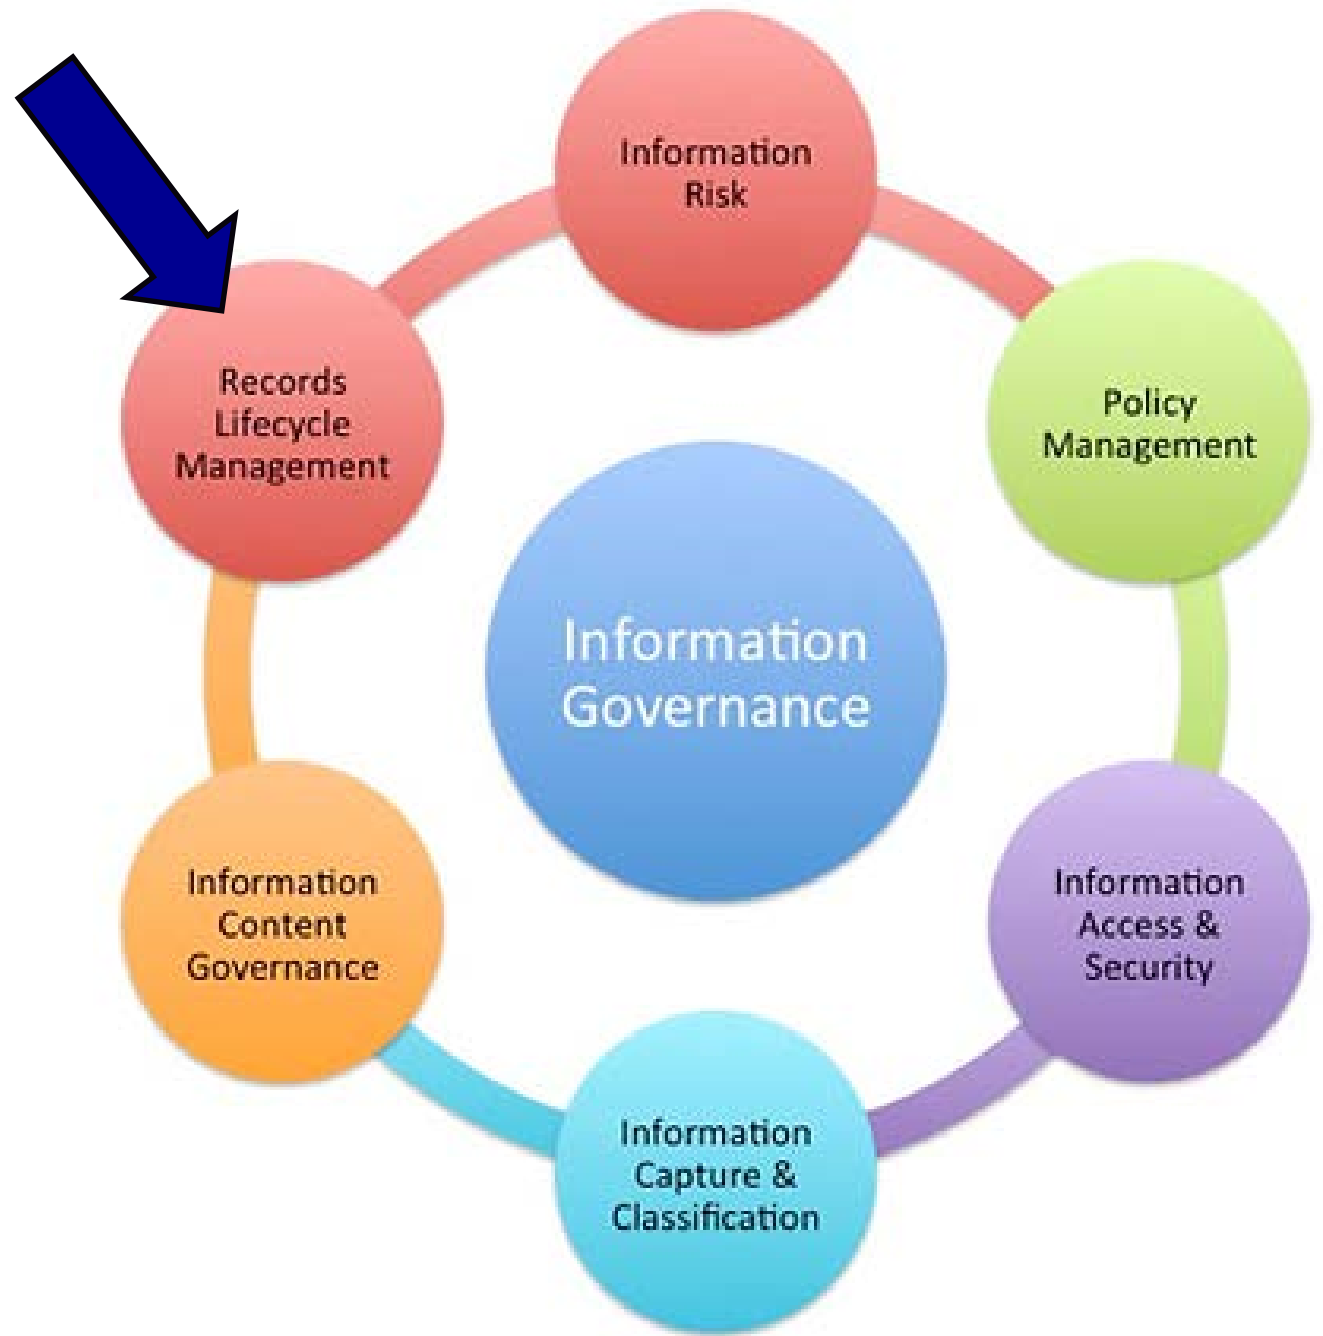 Information
Risk
Records
Lifecycle
Management
Policy
Management
Information
Governance
Information
Content
Governance
Information
Access &
Security
Information
Capture &
Classification